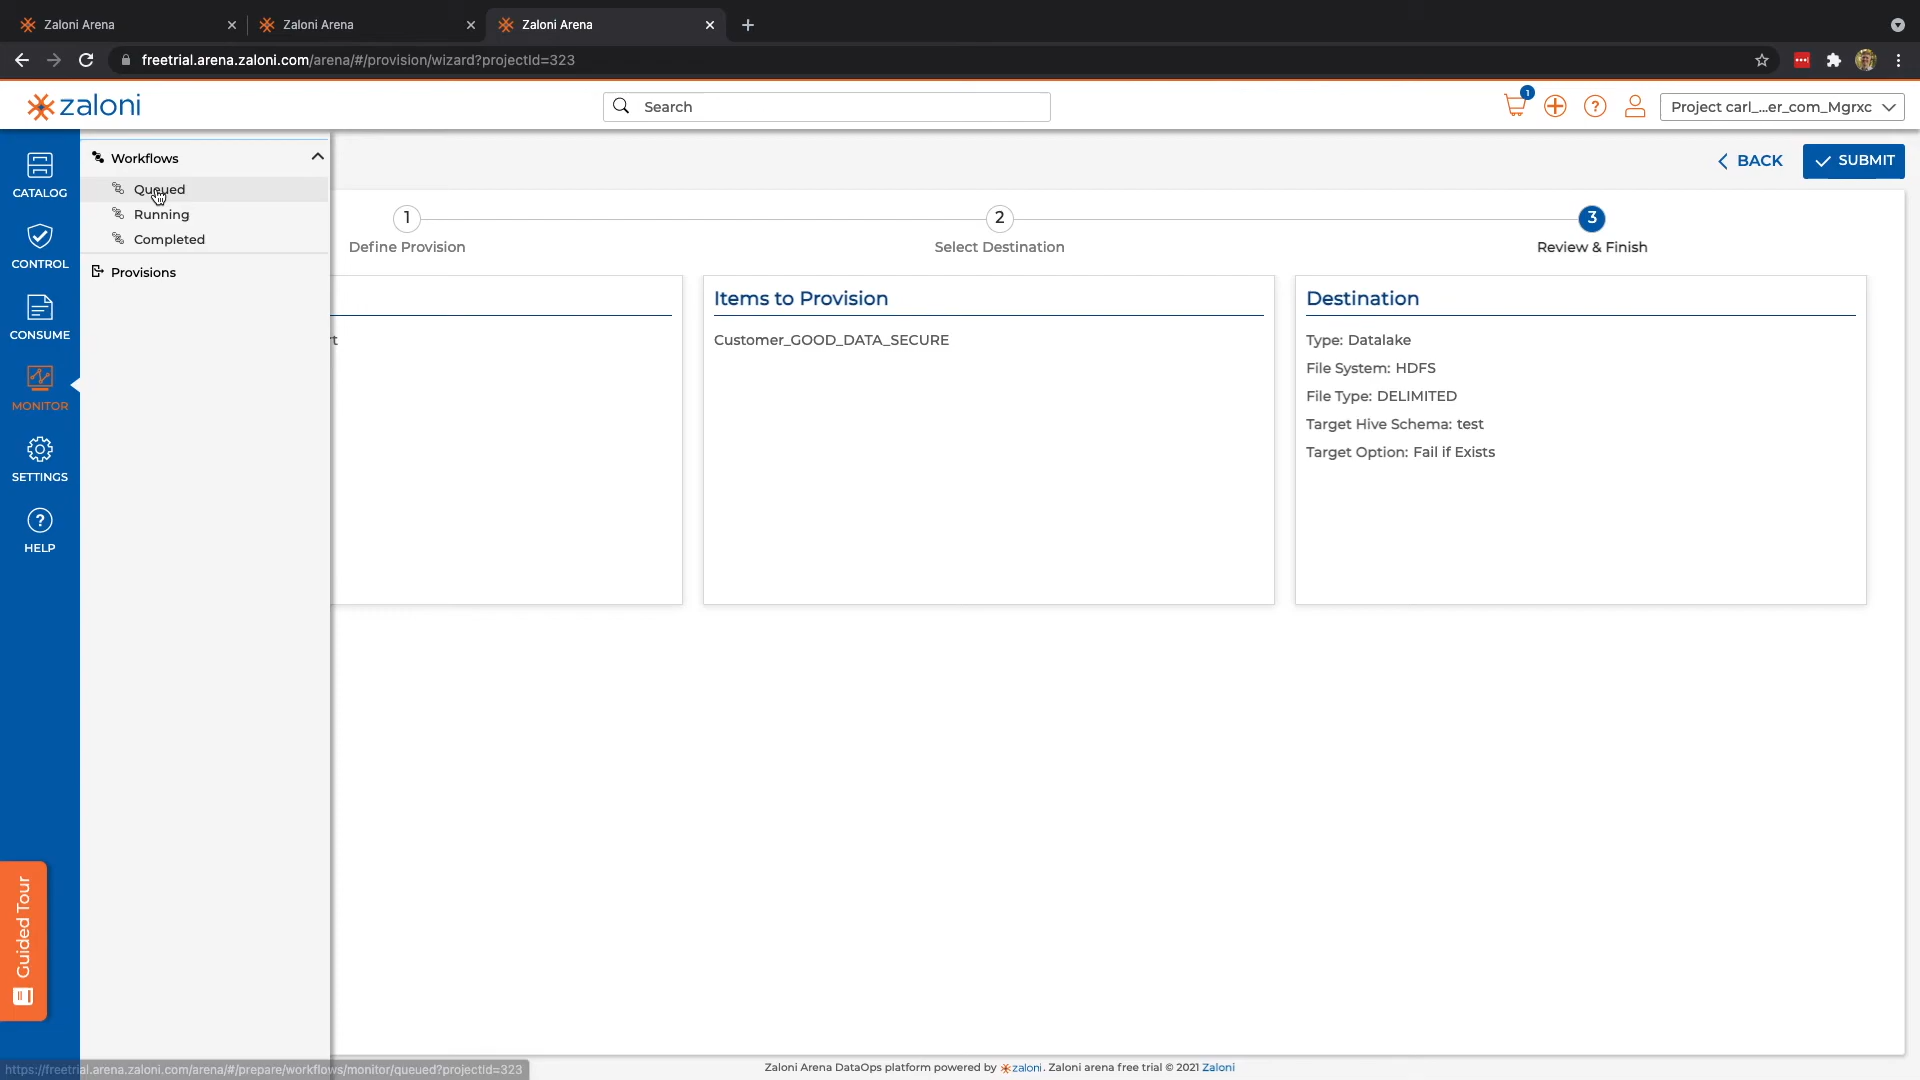 Zaloni Arena
Zaloni Arena
Zaloni Arena
freetrial.arena.zaloni.com/arena/#/provision/wizard?projectId=323
zaloni
Search
1
Project carl_...er_com_Mgrxc
CATALOG
CONTROL
CONSUME
MONITOR
SETTINGS
HELP
Guided Tour
Workflows
Queued
Running
Completed
Provisions
BACK
SUBMIT
1
Define Provision
2
Select Destination
3
Review & Finish
rt
Items to Provision
Customer_GOOD_DATA_SECURE
Destination
Type: Datalake
File System: HDFS
File Type: DELIMITED
Target Hive Schema: test
Target Option: Fail if Exists
https://freetrial.arena.zaloni.com/arena/#/prepare/workflows/monitor/queued?projectId=323
Zaloni Arena DataOps platform powered by zaloni. Zaloni arena free trial © 2021 Zaloni